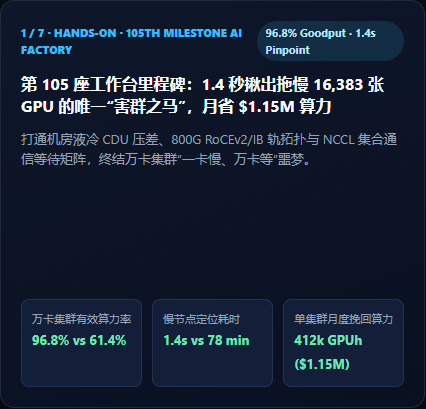 1 / 7 · HANDS-ON · 105TH MILESTONE AI
FACTORY
96.8% Goodput · 1.4s
Pinpoint
第 105 座工作台里程碑：1.4 秒揪出拖慢 16,383 张
GPU 的唯一“害群之马”，月省 $1.15M 算力
打通机房液冷 CDU 压差、800G RoCEv2/IB 轨拓扑与 NCCL 集合通
信等待矩阵，终结万卡集群“一卡慢、万卡等”噩梦。
万卡集群有效算力率
96.8% vs 61.4%
慢节点定位耗时
1.4s vs 78 min
单集群月度挽回算力
412k GPUh
($1.15M)